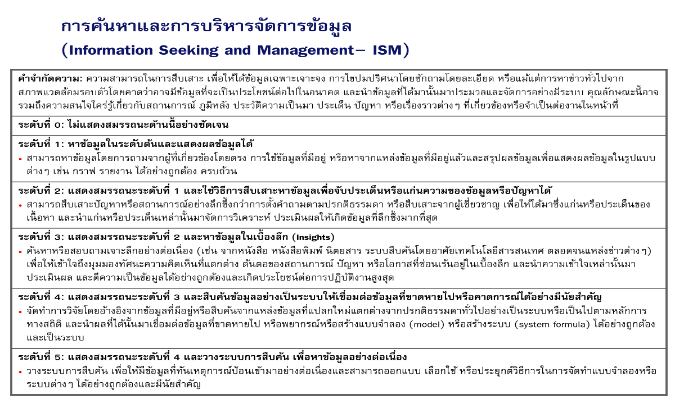 การค้นหาและการบริหารจัดการข้อมูล
(Information Seeking and Management– ISM)
คำจำกัดความ: ความสามารถในการสืบเสาะ เพื่อให้ได้ข้อมูลเฉพาะเจาะจง การไขปมปริศนาโดยซักถามโดยละเอียด หรือแม้แต่การหาข่าวทั่วไปจาก
สภาพแวดล้อมรอบตัวโดยคาดว่าอาจมีข้อมูลที่จะเป็นประโยชน์ต่อไปในอนาคต และนำข้อมูลที่ได้มานั้นมาประมวลและจัดการอย่างมีระบบ คุณลักษณะนี้อาจ
รวมถึงความสนใจใคร่รู้เกี่ยวกับสถานการณ์ ภูมิหลัง ประวัติความเป็นมา ประเด็น ปัญหา หรือเรื่องราวต่างๆ ที่เกี่ยวข้องหรือจำเป็นต่องานในหน้าที่
ระดับที่ 0: ไม่แสดงสมรรถนะด้านนี้อย่างชัดเจน
ระดับที่ 1: หาข้อมูลในระดับต้นและแสดงผลข้อมูลได้
• สามารถหาข้อมูลโดยการถามจากผู้ที่เกี่ยวข้องโดยตรง การใช้ข้อมูลที่มีอยู่ หรือหาจากแหล่งข้อมูลที่มีอยู่แล้วและสรุปผลข้อมูลเพื่อแสดงผลข้อมูลในรูปแบบ
ต่างๆ เช่น กราฟ รายงาน ได้อย่างถูกต้อง ครบถ้วน
ระดับที่ 2: แสดงสมรรถนะระดับที่ 1 และใช้วิธีการสืบเสาะหาข้อมูลเพื่อจับประเด็นหรือแก่นความของข้อมูลหรือปัญหาได้
• สามารถสืบเสาะปัญหาหรือสถานการณ์อย่างลึกซึ้งกว่าการตั้งคำถามตามปรกติธรรมดา หรือสืบเสาะจากผู้เชี่ยวชาญ เพื่อให้ได้มาซึ่งแก่นหรือประเด็นของ
เนื้อหา และนำแก่นหรือประเด็นเหล่านั้นมาจัดการวิเคราะห์ ประเมินผลให้เกิดข้อมูลที่ลึกซึ้งมากที่สุด
ระดับที่ 3: แสดงสมรรถนะระดับที่ 2 และหาข้อมูลในเบื้องลึก (Insights)
• ค้นหาหรือสอบถามเจาะลึกอย่างต่อเนื่อง (เช่น จากหนังสือ หนังสือพิมพ์ นิตยสาร ระบบสืบค้นโดยอาศัยเทคโนโลยีสารสนเทศ ตลอดจนแหล่งข่าวต่างๆ)
เพื่อให้เข้าใจถึงมุมมองทัศนะความคิดเห็นที่แตกต่าง ต้นตอของสถานการณ์ ปัญหา หรือโอกาสที่ซ่อนเร้นอยู่ในเบื้องลึก และนำความเข้าใจเหล่านั้นมา
ประเมินผล และตีความเป็นข้อมูลได้อย่างถูกต้องและเกิดประโยชน์ต่อการปฏิบัติงานสูงสุด
ระดับที่ 4: แสดงสมรรถนะระดับที่ 3 และสืบค้นข้อมูลอย่างเป็นระบบให้เชื่อมต่อข้อมูลที่ขาดหายไปหรือคาดการณ์ได้อย่างมีนัยสำคัญ
• จัดทำการวิจัยโดยอ้างอิงจากข้อมูลที่มีอยู่หรือสืบค้นจากแหล่งข้อมูลที่แปลกใหม่แตกต่างจากปรกติธรรมดาทั่วไปอย่างเป็นระบบหรือเป็นไปตามหลักการ
ทางสถิติ และนำผลที่ได้นั้นมาเชื่อมต่อข้อมูลที่ขาดหายไป หรือพยากรณ์หรือสร้างแบบจำลอง (model) หรือสร้างระบบ (system formula) ได้อย่างถูกต้อง
และเป็นระบบ
ระดับที่ 5: แสดงสมรรถนะระดับที่ 4 และวางระบบการสืบค้น เพื่อหาข้อมูลอย่างต่อเนื่อง
• วางระบบการสืบค้น เพื่อให้มีข้อมูลที่ทันเหตุการณ์ป้อนเข้ามาอย่างต่อเนื่องและสามารถออกแบบ เลือกใช้ หรือประยุกต์วิธีการในการจัดทำแบบจำลองหรือ
ระบบต่างๆ ได้อย่างถูกต้องและมีนัยสำคัญ